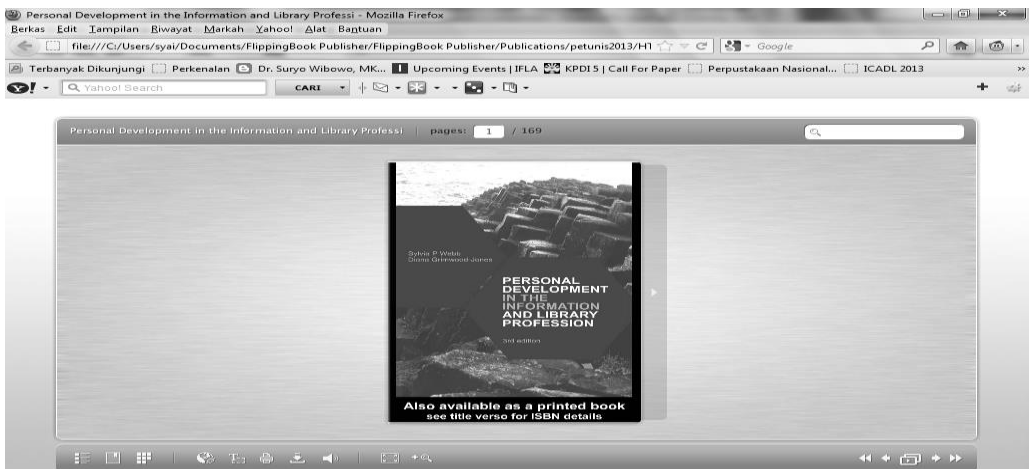 Personal Development in the Information and Library Professi - Mozilla Firefox
Berkas Edit Tampilan Riwayat Markah Yahoo! Alat Bantuan
file:///C:/Users/syai/Documents/FlippingBook Publisher/FlippingBook Publisher/Publications/petunis2013/HT Google
Terbanyak Dikunjungi Perkenalan Dr. Suryo Wibowo, MK... Upcoming Events | IFLA KPDI 5 | Call For Paper Perpustakaan Nasional... ICADL 2013 »
Y! Yahoo! Search CARI
Personal Development in the Information and Library Professi pages: 1 / 169
Sylvia P Webb
Diana Grimwood Jones
PERSONAL
DEVELOPMENT
IN THE
INFORMATION
AND LIBRARY
PROFESSION
3rd edition
Also available as a printed book
see title verso for ISBN details